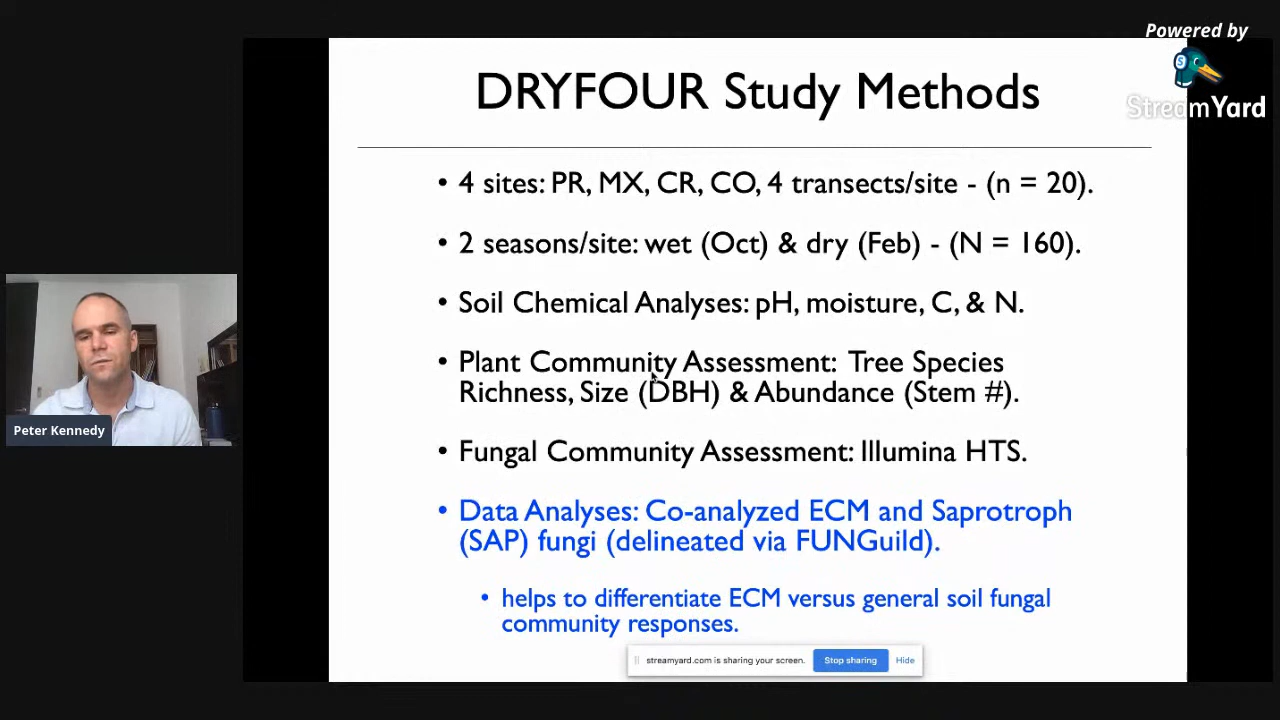 Powered by
StreamYard
DRYFOUR Study Methods
• 4 sites: PR, MX, CR, CO, 4 transects/site - (n = 20).
• 2 seasons/site: wet (Oct) & dry (Feb) - (N = 160).
• Soil Chemical Analyses: pH, moisture, C, & N.
• Plant Community Assessment: Tree Species
Richness, Size (DBH) & Abundance (Stem #).
• Fungal Community Assessment: Illumina HTS.
• Data Analyses: Co-analyzed ECM and Saprotroph
(SAP) fungi (delineated via FUNGuild).
• helps to differentiate ECM versus general soil fungal
community responses.
Peter Kennedy
streamyard.com is sharing your screen. Stop sharing Hide